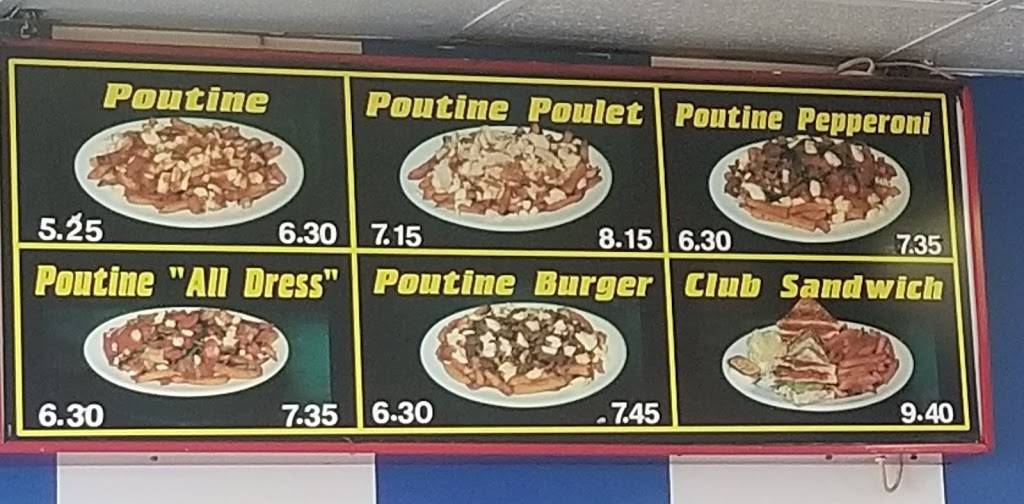 Poutine
5.25 6.30
Poutine Poulet
7.15 8.15
Poutine Pepperoni
6.30 7.35
Poutine "All Dress"
6.30 7.35
Poutine Burger
6.30 7.45
Club Sandwich
9.40